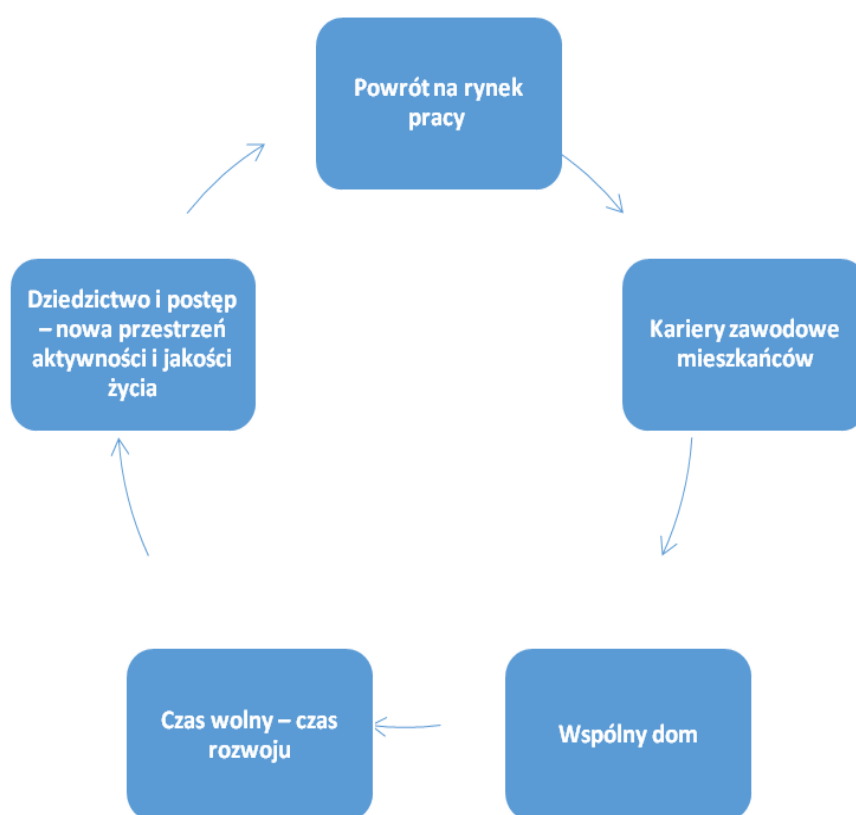 Powrót na rynek
pracy
Kariery zawodowe
mieszkańców
Wspólny dom
Czas wolny – czas
rozwoju
Dziedzictwo i postęp
– nowa przestrzeń
aktywności i jakości
życia